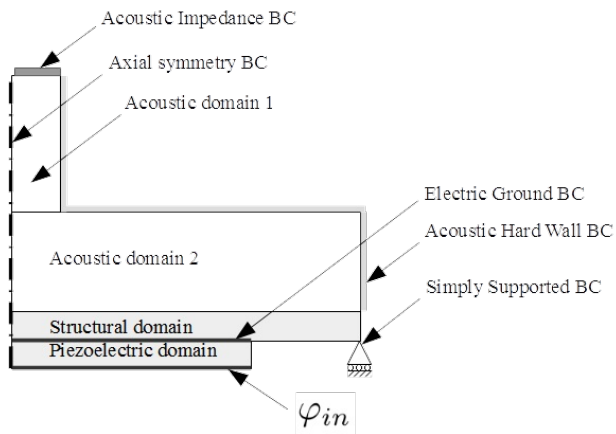 Acoustic Impedance BC
Axial symmetry BC
Acoustic domain 1
Electric Ground BC
Acoustic Hard Wall BC
Acoustic domain 2
Simply Supported BC
Structural domain
Piezoelectric domain
φin